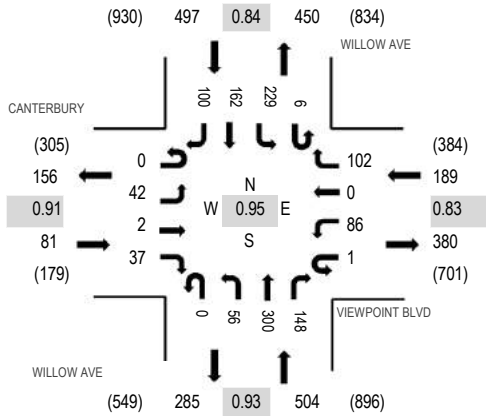 (930) 497 0.84 450 (834)
WILLOW AVE
CANTERBURY
100 162 229 6
(305) (384)
0 102
156 189
42 N 0
0.91 W 0.95 E 0.83
2 S 86
81 380
37 1
(179) (701)
0 56 300 148
VIEWPOINT BLVD
WILLOW AVE
(549) 285 0.93 504 (896)